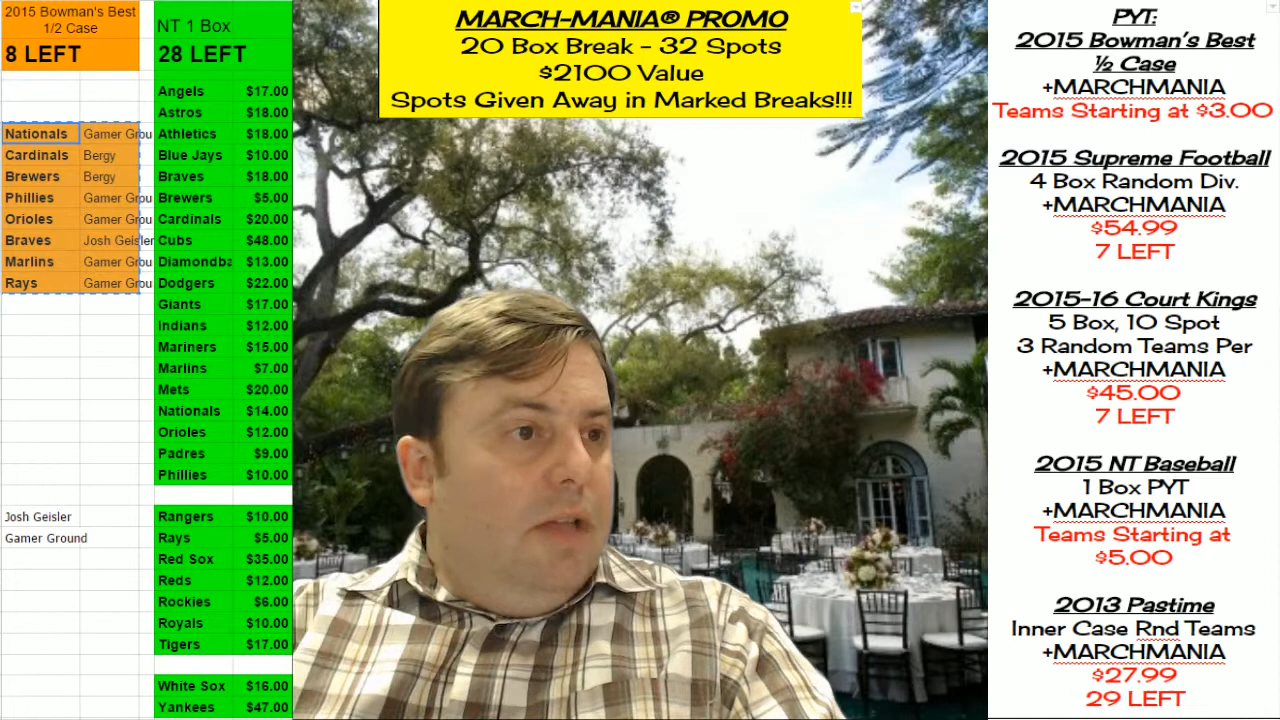 2015 Bowman's Best
1/2 Case
8 LEFT
Nationals Gamer Grou
Cardinals Bergy
Brewers Bergy
Phillies Gamer Grou
Orioles Gamer Grou
Braves Josh Geisler
Marlins Gamer Grou
Rays Gamer Grou
Josh Geisler
Gamer Ground
NT 1 Box
28 LEFT
Angels $17.00
Astros $18.00
Athletics $18.00
Blue Jays $10.00
Braves $18.00
Brewers $5.00
Cardinals $20.00
Cubs $48.00
Diamondba $13.00
Dodgers $22.00
Giants $17.00
Indians $12.00
Mariners $15.00
Marlins $7.00
Mets $20.00
Nationals $14.00
Orioles $12.00
Padres $9.00
Phillies $10.00
Rangers $10.00
Rays $5.00
Red Sox $35.00
Reds $12.00
Rockies $6.00
Royals $10.00
Tigers $17.00
White Sox $16.00
Yankees $47.00
MARCH-MANIA® PROMO
20 Box Break - 32 Spots
$2100 Value
Spots Given Away in Marked Breaks!!!
PYT:
2015 Bowman's Best
½ Case
+MARCHMANIA
Teams Starting at $3.00
2015 Supreme Football
4 Box Random Div.
+MARCHMANIA
$54.99
7 LEFT
2015-16 Court Kings
5 Box, 10 Spot
3 Random Teams Per
+MARCHMANIA
$45.00
7 LEFT
2015 NT Baseball
1 Box PYT
+MARCHMANIA
Teams Starting at
$5.00
2013 Pastime
Inner Case Rnd Teams
+MARCHMANIA
$27.99
29 LEFT